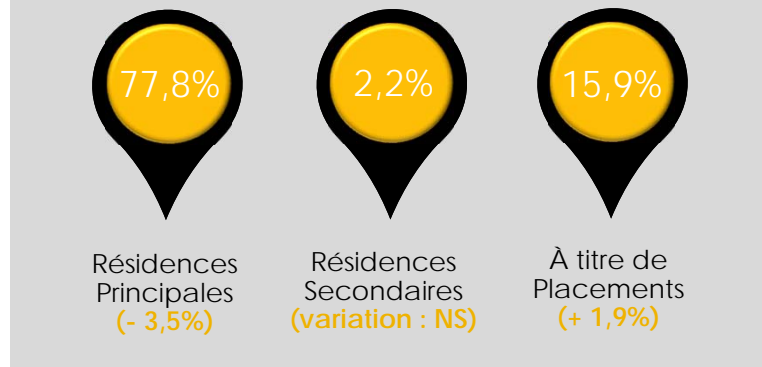 77,8%
2,2%
15,9%
Résidences
Principales
(- 3,5%)
Résidences
Secondaires
(variation : NS)
À titre de
Placements
(+ 1,9%)